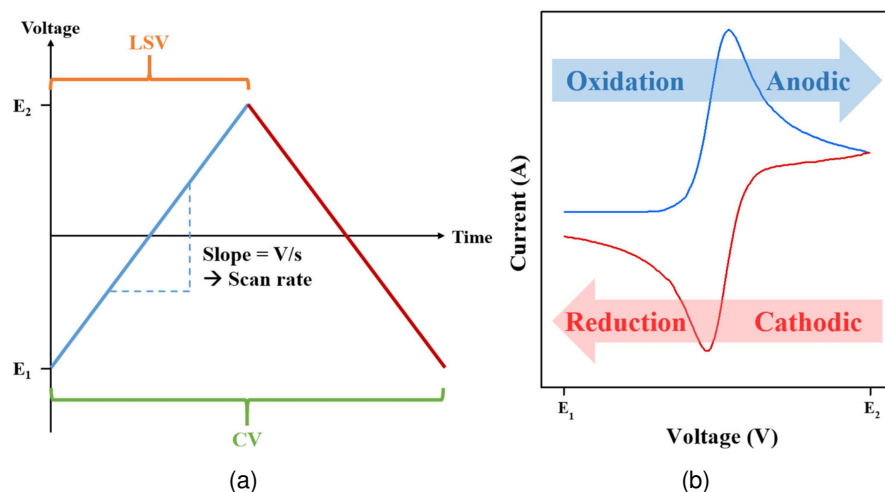 Voltage
LSV
E2
Time
Slope = V/s
→ Scan rate
E1
CV
(a)
Oxidation Anodic
Current (A)
Reduction Cathodic
E1 E2
Voltage (V)
(b)